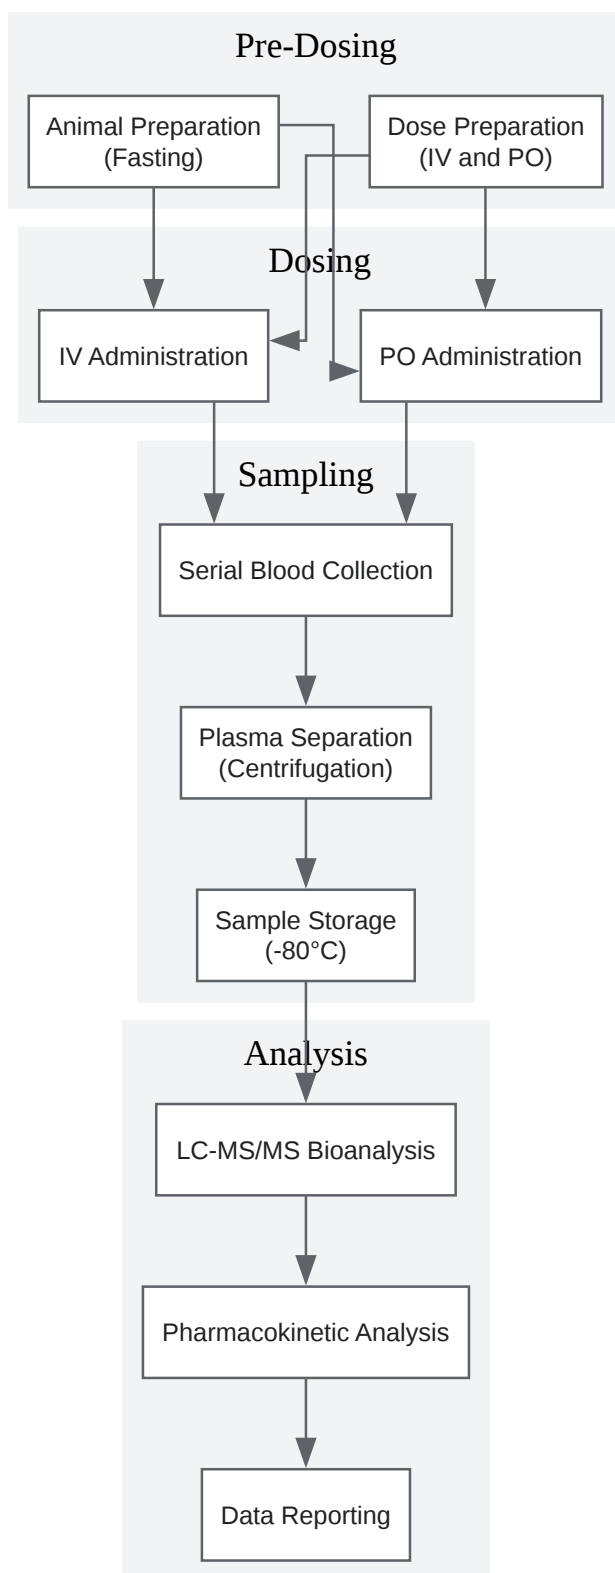 Pre-Dosing
Animal Preparation
(Fasting)
Dose Preparation
(IV and PO)
Dosing
IV Administration
PO Administration
Sampling
Serial Blood Collection
Plasma Separation
(Centrifugation)
Sample Storage
(-80°C)
Analysis
LC-MS/MS Bioanalysis
Pharmacokinetic Analysis
Data Reporting